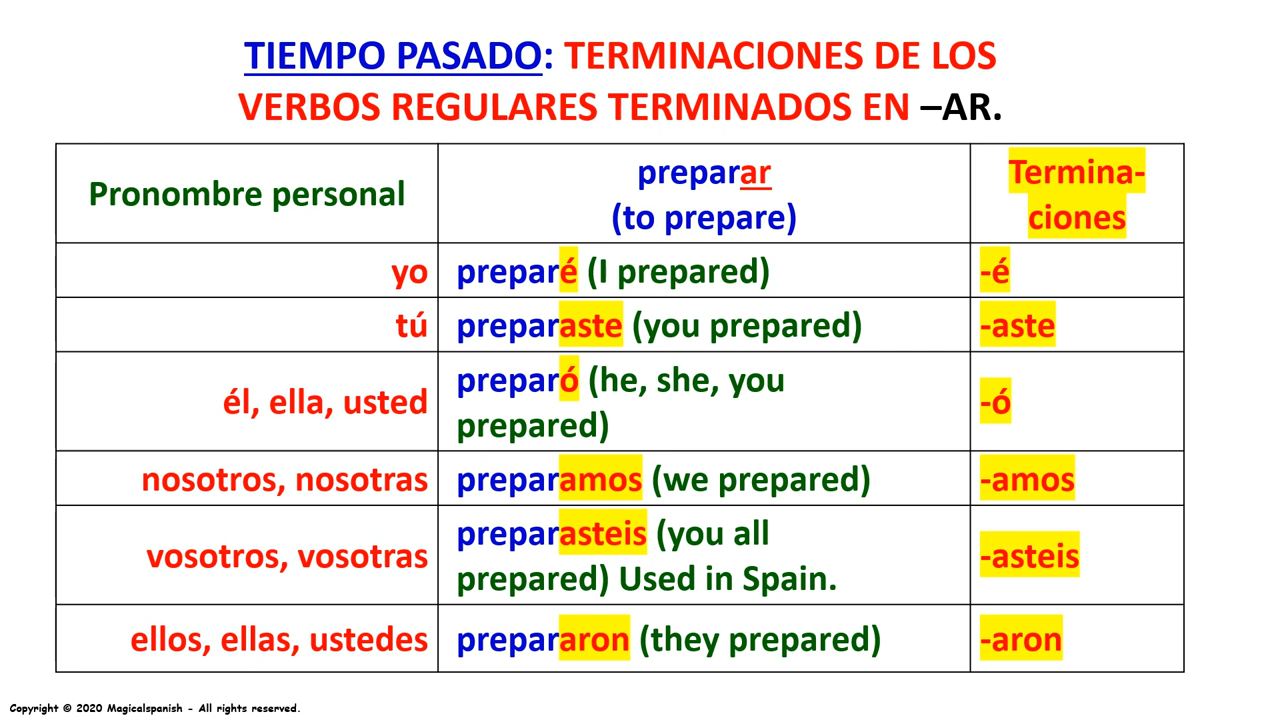 TIEMPO PASADO: TERMINACIONES DE LOS
VERBOS REGULARES TERMINADOS EN –AR.
Pronombre personal
preparar
(to prepare)
Termina-
ciones
yo
preparé (I prepared)
-é
tú
preparaste (you prepared)
-aste
él, ella, usted
preparó (he, she, you
prepared)
-ó
nosotros, nosotras
preparamos (we prepared)
-amos
vosotros, vosotras
preparasteis (you all
prepared) Used in Spain.
-asteis
ellos, ellas, ustedes
prepararon (they prepared)
-aron
Copyright © 2020 Magicalspanish - All rights reserved.